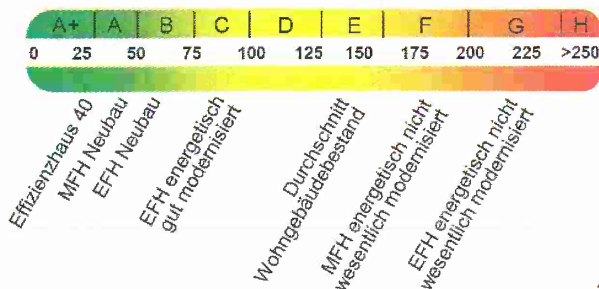 A+ A B C D E F G H
0 25 50 75 100 125 150 175 200 225 >250
Effizienzhaus 40
MFH Neubau
EFH Neubau
EFH energetisch
gut modernisiert
Durchschnitt
Wohngebäudebestand
MFH energetisch nicht
wesentlich modernisiert
EFH energetisch nicht
wesentlich modernisiert